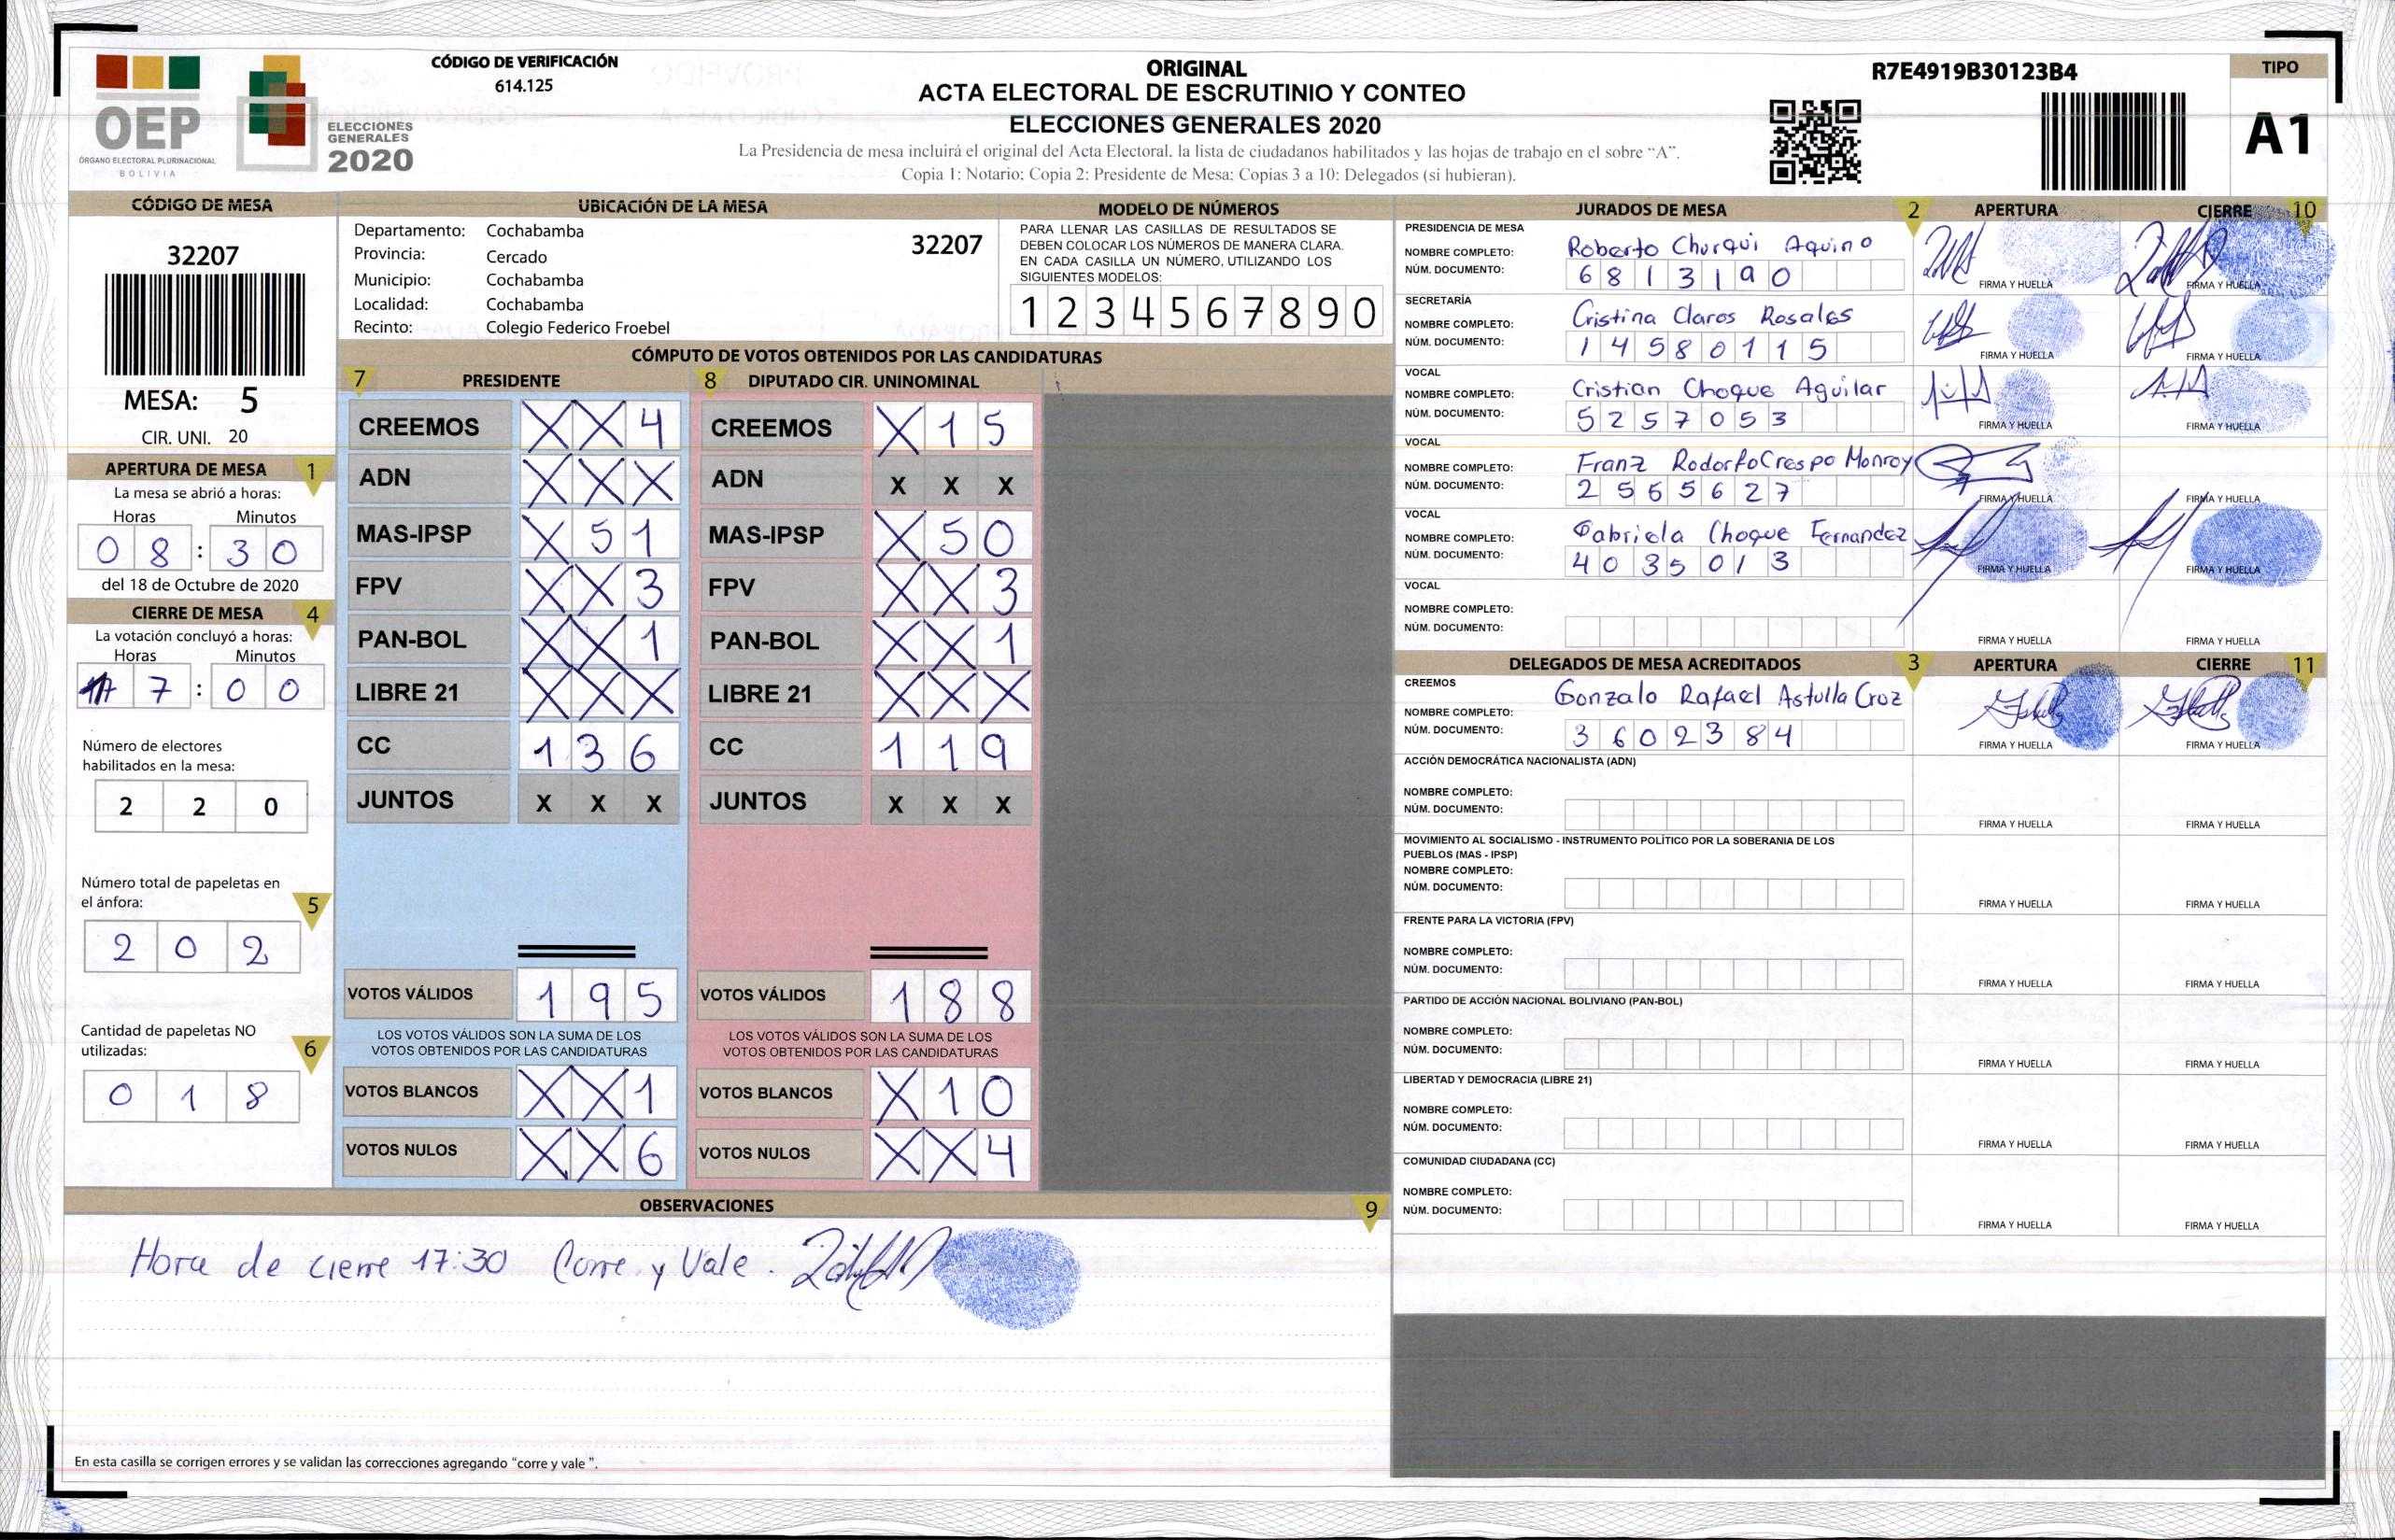 OEP
ÓRGANO ELECTORAL PLURINACIONAL
BOLIVIA
ELECCIONES
GENERALES
2020
CÓDIGO DE VERIFICACIÓN
614.125
ORIGINAL
ACTA ELECTORAL DE ESCRUTINIO Y CONTEO
ELECCIONES GENERALES 2020
La Presidencia de mesa incluirá el original del Acta Electoral, la lista de ciudadanos habilitados y las hojas de trabajo en el sobre “A”.
Copia 1: Notario; Copia 2: Presidente de Mesa; Copias 3 a 10: Delegados (si hubieran).
R7E4919B30123B4
TIPO
A1
CÓDIGO DE MESA
32207
MESA: 5
CIR. UNI. 20
APERTURA DE MESA 1
La mesa se abrió a horas:
Horas Minutos
0 8 : 3 0
del 18 de Octubre de 2020
CIERRE DE MESA 4
La votación concluyó a horas:
Horas Minutos
7 : 0 0
Número de electores
habilitados en la mesa:
2 2 0
Número total de papeletas en
el ánfora: 5
2 0 2
Cantidad de papeletas NO
utilizadas: 6
0 1 8
UBICACIÓN DE LA MESA
Departamento: Cochabamba
32207
Provincia: Cercado
Municipio: Cochabamba
Localidad: Cochabamba
Recinto: Colegio Federico Froebel
MODELO DE NÚMEROS
PARA LLENAR LAS CASILLAS DE RESULTADOS SE
DEBEN COLOCAR LOS NÚMEROS DE MANERA CLARA.
EN CADA CASILLA UN NÚMERO, UTILIZANDO LOS
SIGUIENTES MODELOS:
1 2 3 4 5 6 7 8 9 0
CÓMPUTO DE VOTOS OBTENIDOS POR LAS CANDIDATURAS
7 PRESIDENTE
CREEMOS X X 4
ADN X X X
MAS-IPSP X 5 1
FPV X X 3
PAN-BOL X X 1
LIBRE 21 X X X
CC 1 3 6
JUNTOS X X X
VOTOS VÁLIDOS 1 9 5
LOS VOTOS VÁLIDOS SON LA SUMA DE LOS
VOTOS OBTENIDOS POR LAS CANDIDATURAS
VOTOS BLANCOS X X 1
VOTOS NULOS X X 6
8 DIPUTADO CIR. UNINOMINAL
CREEMOS X 1 5
ADN X X X
MAS-IPSP X 5 0
FPV X X 3
PAN-BOL X X 1
LIBRE 21 X X X
CC 1 1 9
JUNTOS X X X
VOTOS VÁLIDOS 1 8 8
LOS VOTOS VÁLIDOS SON LA SUMA DE LOS
VOTOS OBTENIDOS POR LAS CANDIDATURAS
VOTOS BLANCOS X 1 0
VOTOS NULOS X X 4
OBSERVACIONES 9
Hora de cierre 17:30 Corre y Vale.
En esta casilla se corrigen errores y se validan las correcciones agregando “corre y vale ”.
JURADOS DE MESA 2 APERTURA CIERRE 10
PRESIDENCIA DE MESA
NOMBRE COMPLETO: Roberto Churqui Aquino
NÚM. DOCUMENTO: 6 8 1 3 1 9 0
FIRMA Y HUELLA FIRMA Y HUELLA
SECRETARÍA
NOMBRE COMPLETO: Cristina Claros Rosales
NÚM. DOCUMENTO: 1 4 5 8 0 1 1 5
FIRMA Y HUELLA FIRMA Y HUELLA
VOCAL
NOMBRE COMPLETO: Cristian Choque Aguilar
NÚM. DOCUMENTO: 5 2 5 7 0 5 3
FIRMA Y HUELLA FIRMA Y HUELLA
VOCAL
NOMBRE COMPLETO: Franz Rodorfo Crespo Monroy
NÚM. DOCUMENTO: 2 5 6 5 6 2 7
FIRMA Y HUELLA FIRMA Y HUELLA
VOCAL
NOMBRE COMPLETO: Gabriela Choque Fernandez
NÚM. DOCUMENTO: 4 0 3 5 0 1 3
FIRMA Y HUELLA FIRMA Y HUELLA
VOCAL
NOMBRE COMPLETO:
NÚM. DOCUMENTO:
FIRMA Y HUELLA FIRMA Y HUELLA
DELEGADOS DE MESA ACREDITADOS 3 APERTURA CIERRE 11
CREEMOS
NOMBRE COMPLETO: Gonzalo Rafael Astulla Cruz
NÚM. DOCUMENTO: 3 6 0 2 3 8 4
FIRMA Y HUELLA FIRMA Y HUELLA
ACCIÓN DEMOCRÁTICA NACIONALISTA (ADN)
NOMBRE COMPLETO:
NÚM. DOCUMENTO:
FIRMA Y HUELLA FIRMA Y HUELLA
MOVIMIENTO AL SOCIALISMO - INSTRUMENTO POLÍTICO POR LA SOBERANIA DE LOS
PUEBLOS (MAS - IPSP)
NOMBRE COMPLETO:
NÚM. DOCUMENTO:
FIRMA Y HUELLA FIRMA Y HUELLA
FRENTE PARA LA VICTORIA (FPV)
NOMBRE COMPLETO:
NÚM. DOCUMENTO:
FIRMA Y HUELLA FIRMA Y HUELLA
PARTIDO DE ACCIÓN NACIONAL BOLIVIANO (PAN-BOL)
NOMBRE COMPLETO:
NÚM. DOCUMENTO:
FIRMA Y HUELLA FIRMA Y HUELLA
LIBERTAD Y DEMOCRACIA (LIBRE 21)
NOMBRE COMPLETO:
NÚM. DOCUMENTO:
FIRMA Y HUELLA FIRMA Y HUELLA
COMUNIDAD CIUDADANA (CC)
NOMBRE COMPLETO:
NÚM. DOCUMENTO:
FIRMA Y HUELLA FIRMA Y HUELLA